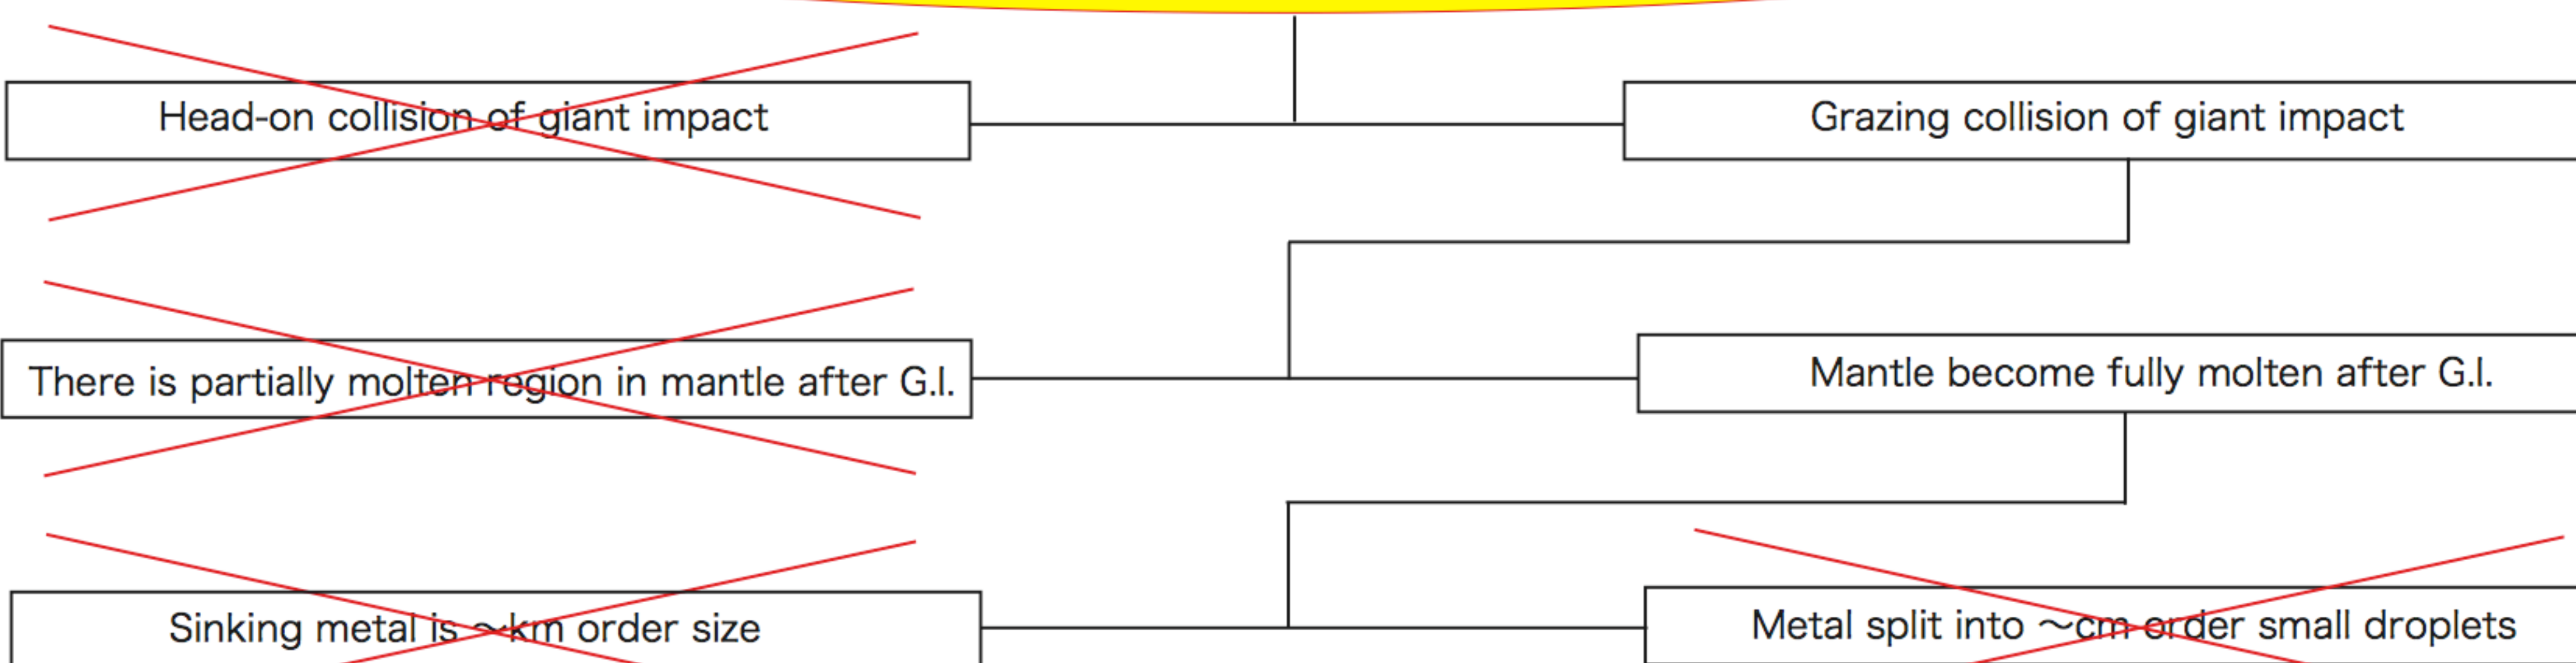 Head-on collision of giant impact
Grazing collision of giant impact
There is partially molten region in mantle after G.I.
Mantle become fully molten after G.I.
Sinking metal is ～km order size
Metal split into ～cm order small droplets